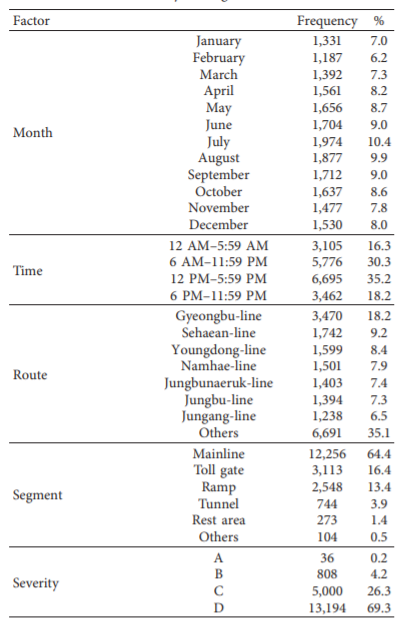 Factor Frequency %
January 1,331 7.0
February 1,187 6.2
March 1,392 7.3
April 1,561 8.2
May 1,656 8.7
Month June 1,704 9.0
July 1,974 10.4
August 1,877 9.9
September 1,712 9.0
October 1,637 8.6
November 1,477 7.8
December 1,530 8.0
12 AM–5:59 AM 3,105 16.3
Time 6 AM–11:59 PM 5,776 30.3
12 PM–5:59 PM 6,695 35.2
6 PM–11:59 PM 3,462 18.2
Gyeongbu-line 3,470 18.2
Sehaean-line 1,742 9.2
Youngdong-line 1,599 8.4
Route Namhae-line 1,501 7.9
Jungbunaeruk-line 1,403 7.4
Jungbu-line 1,394 7.3
Jungang-line 1,238 6.5
Others 6,691 35.1
Mainline 12,256 64.4
Toll gate 3,113 16.4
Segment Ramp 2,548 13.4
Tunnel 744 3.9
Rest area 273 1.4
Others 104 0.5
A 36 0.2
Severity B 808 4.2
C 5,000 26.3
D 13,194 69.3